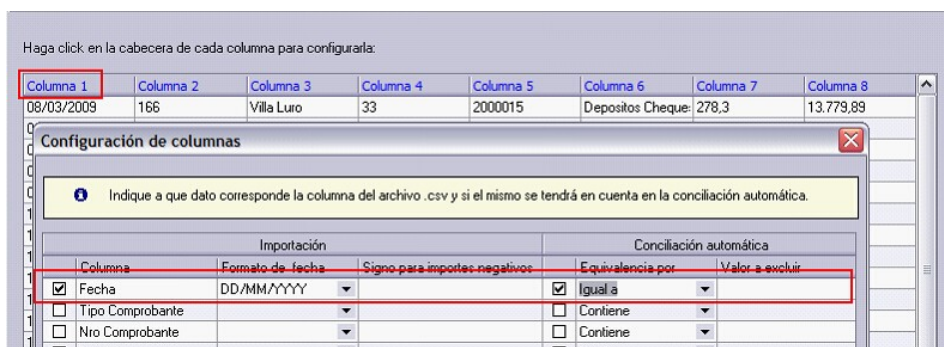 Haga click en la cabecera de cada columna para configurarla:
Columna 1 Columna 2 Columna 3 Columna 4 Columna 5 Columna 6 Columna 7 Columna 8
08/03/2009 166 Villa Luro 33 2000015 Depositos Cheque: 278,3 13.779,89
Configuración de columnas
Indique a que dato corresponde la columna del archivo .csv y si el mismo se tendrá en cuenta en la conciliación automática.
Importación Conciliación automática
Columna Formato de fecha Signo para importes negativos Equivalencia por Valor a excluir
Fecha DD/MM/YYYY Igual a
Tipo Comprobante Contiene
Nro Comprobante Contiene